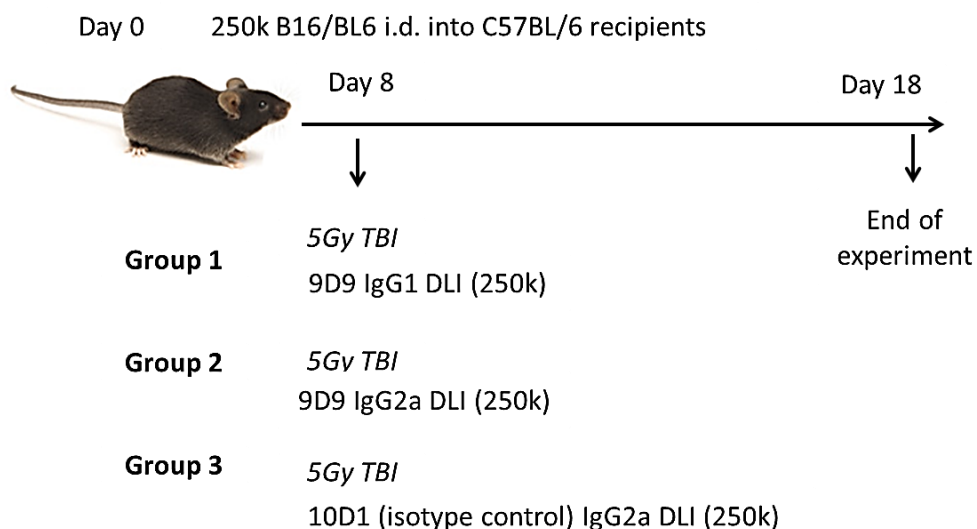 Day 0 250k B16/BL6 i.d. into C57BL/6 recipients
Day 8
Day 18
End of
experiment
Group 1
5Gy TBI
9D9 IgG1 DLI (250k)
Group 2
5Gv TBI
9D9 IgG2a DLI (250k)
Group 3
5Gy TBI
10D1 (isotype control) IgG2a DLI (250k)